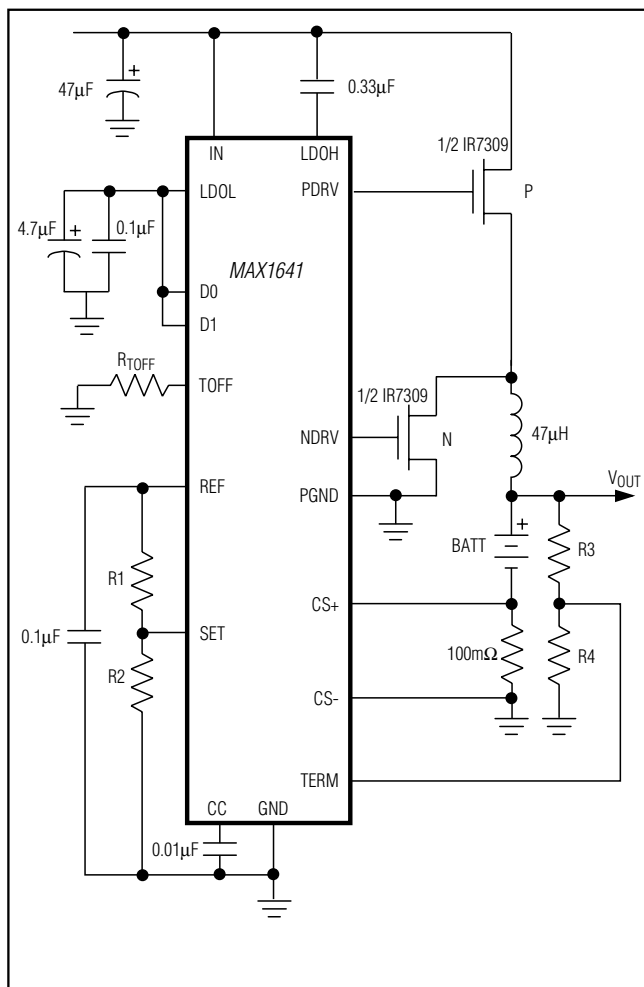 47µF
+
0.33µF
IN
LDOH
1/2 IR7309
LDOL
PDRV
P
4.7µF
+
0.1µF
MAX1641
D0
D1
RTOFF
TOFF
1/2 IR7309
NDRV
N
47µH
REF
PGND
VOUT
+
BATT
R3
R1
CS+
0.1µF
SET
100mΩ
R4
R2
CS-
TERM
CC
GND
0.01µF